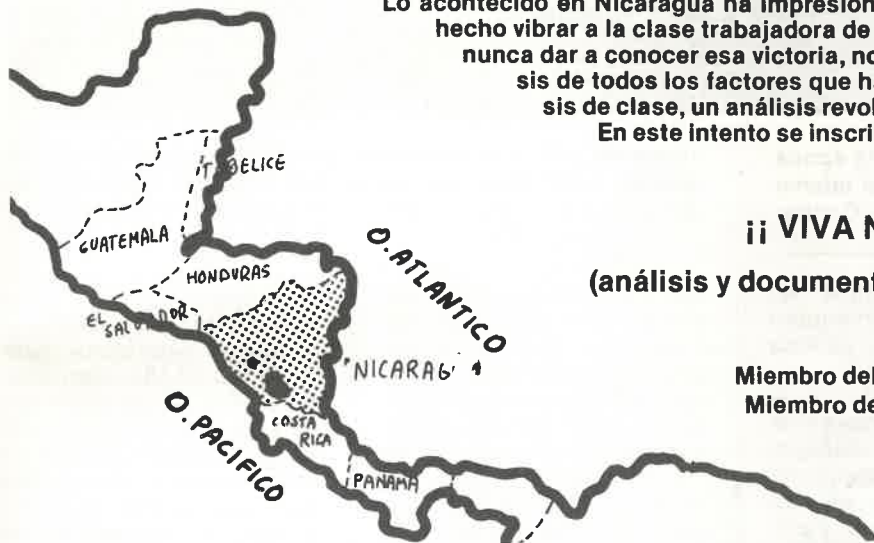 Lo acontecido en Nicaragua ha impresion
hecho vibrar a la clase trabajadora de
nunca dar a conocer esa victoria, no
sis de todos los factores que ha
sis de clase, un análisis revol
En este intento se inscri
¡¡ VIVA N
(análisis y document
Miembro del
Miembro de
BELICE
GUATEMALA
HONDURAS
EL SALVADOR
O. ATLANTICO
NICARAG
O. PACIFICO
COSTA
RICA
PANAMA